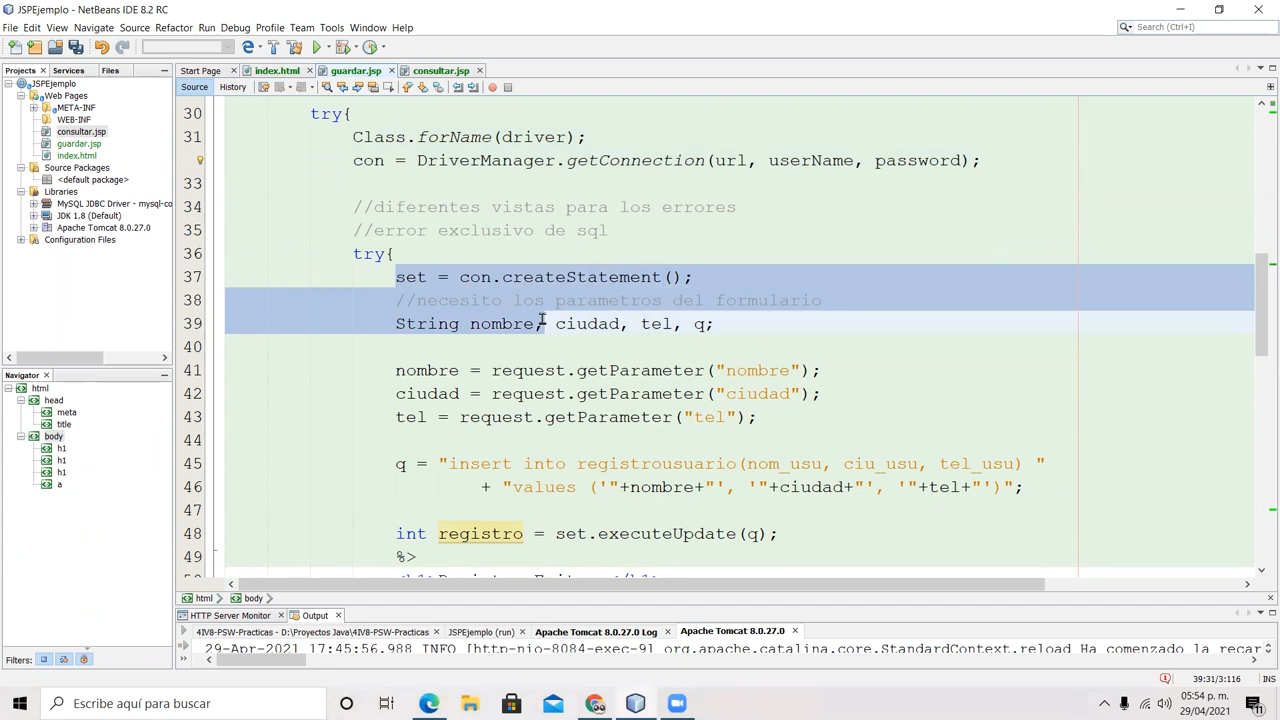 JSPEjemplo - NetBeans IDE 8.2 RC
File Edit View Navigate Source Refactor Run Debug Profile Team Tools Window Help
Search (Ctrl+I)
Projects Services Files
Start Page index.html guardar.jsp consultar.jsp
Source History
JSPEjemplo
Web Pages
META-INF
WEB-INF
consultar.jsp
guardar.jsp
index.html
Source Packages
<default package>
Libraries
MySQL JDBC Driver - mysql-co
JDK 1.8 (Default)
Apache Tomcat 8.0.27.0
Configuration Files
Navigator
html
head
meta
title
body
h1
h1
h1
a
Filters:
30 try{
31 Class.forName(driver);
con = DriverManager.getConnection(url, userName, password);
33
34 //diferentes vistas para los errores
35 //error exclusivo de sql
36 try{
37 set = con.createStatement();
38 //necesito los parametros del formulario
39 String nombre, ciudad, tel, q;
40
41 nombre = request.getParameter("nombre");
42 ciudad = request.getParameter("ciudad");
43 tel = request.getParameter("tel");
44
45 q = "insert into registrousuario(nom_usu, ciu_usu, tel_usu) "
46 + "values ('"+nombre+"', '"+ciudad+"', '"+tel+"')";
47
48 int registro = set.executeUpdate(q);
49 %>
html body
HTTP Server Monitor Output
4IV8-PSW-Practicas - D:\Proyectos Java\4IV8-PSW-Practicas JSPEjemplo (run) Apache Tomcat 8.0.27.0 Log Apache Tomcat 8.0.27.0
29-Apr-2021 17:45:56.988 INFO [http-nio-8084-exec-9] org.apache.catalina.core.StandardContext.reload Ha comenzado la recar
39:31/3:116 INS
Escribe aquí para buscar
05:54 p. m.
29/04/2021
11